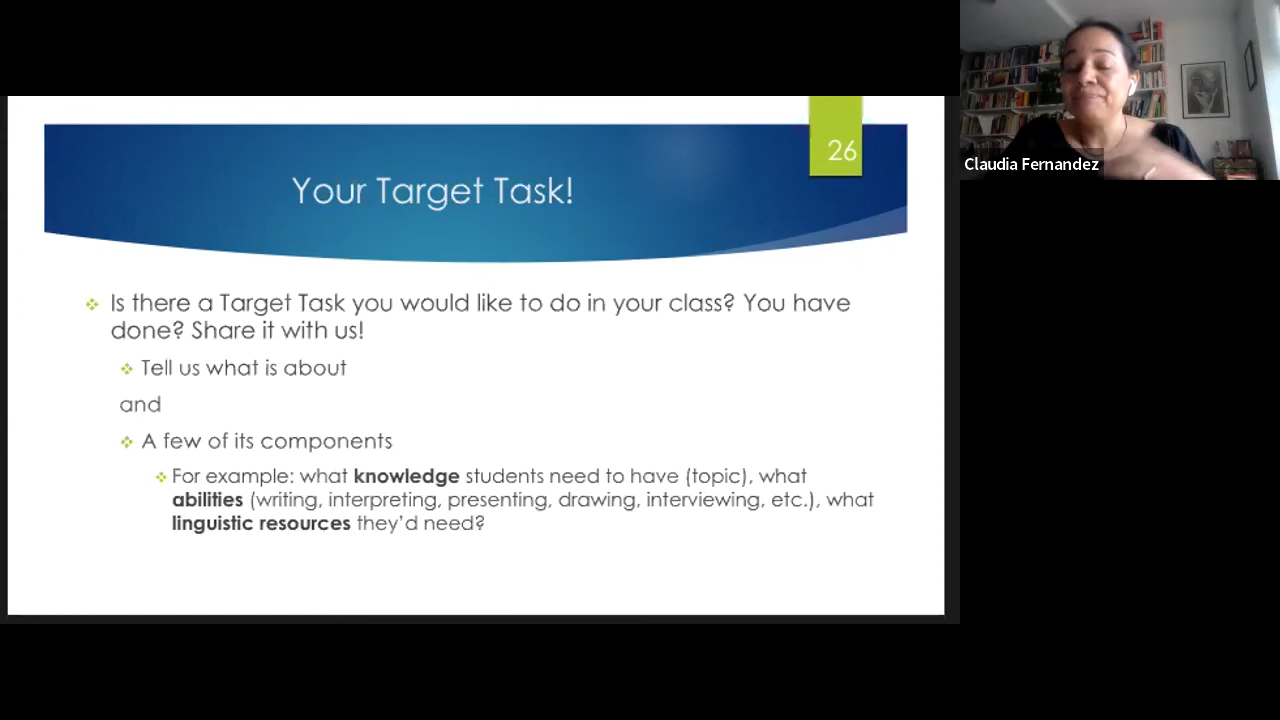 26
Your Target Task!
Is there a Target Task you would like to do in your class? You have
done? Share it with us!
Tell us what is about
and
A few of its components
For example: what knowledge students need to have (topic), what
abilities (writing, interpreting, presenting, drawing, interviewing, etc.), what
linguistic resources they'd need?
Claudia Fernandez